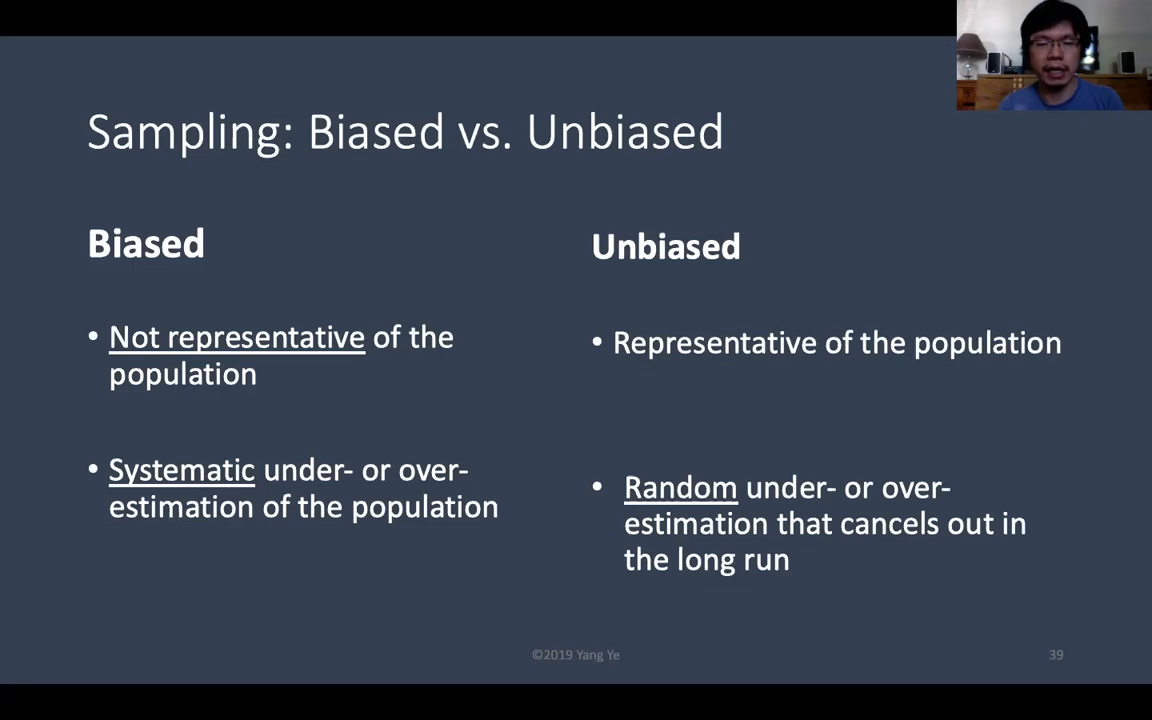 Sampling: Biased vs. Unbiased
Biased
• Not representative of the
population
• Systematic under- or over-
estimation of the population
Unbiased
• Representative of the population
• Random under- or over-
estimation that cancels out in
the long run
©2019 Yang Ye
39